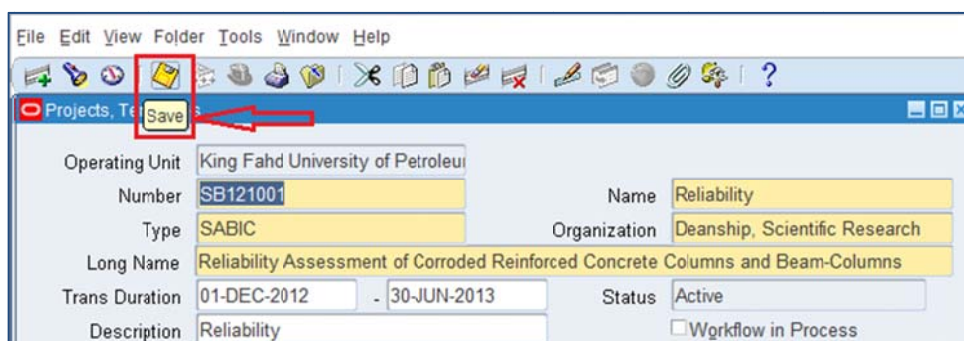 File Edit View Folder Tools Window Help
Projects, Te
Save
s
Operating Unit King Fahd University of Petroleu
Number SB121001 Name Reliability
Type SABIC Organization Deanship, Scientific Research
Long Name Reliability Assessment of Corroded Reinforced Concrete Columns and Beam-Columns
Trans Duration 01-DEC-2012 - 30-JUN-2013 Status Active
Description Reliability Workflow in Process